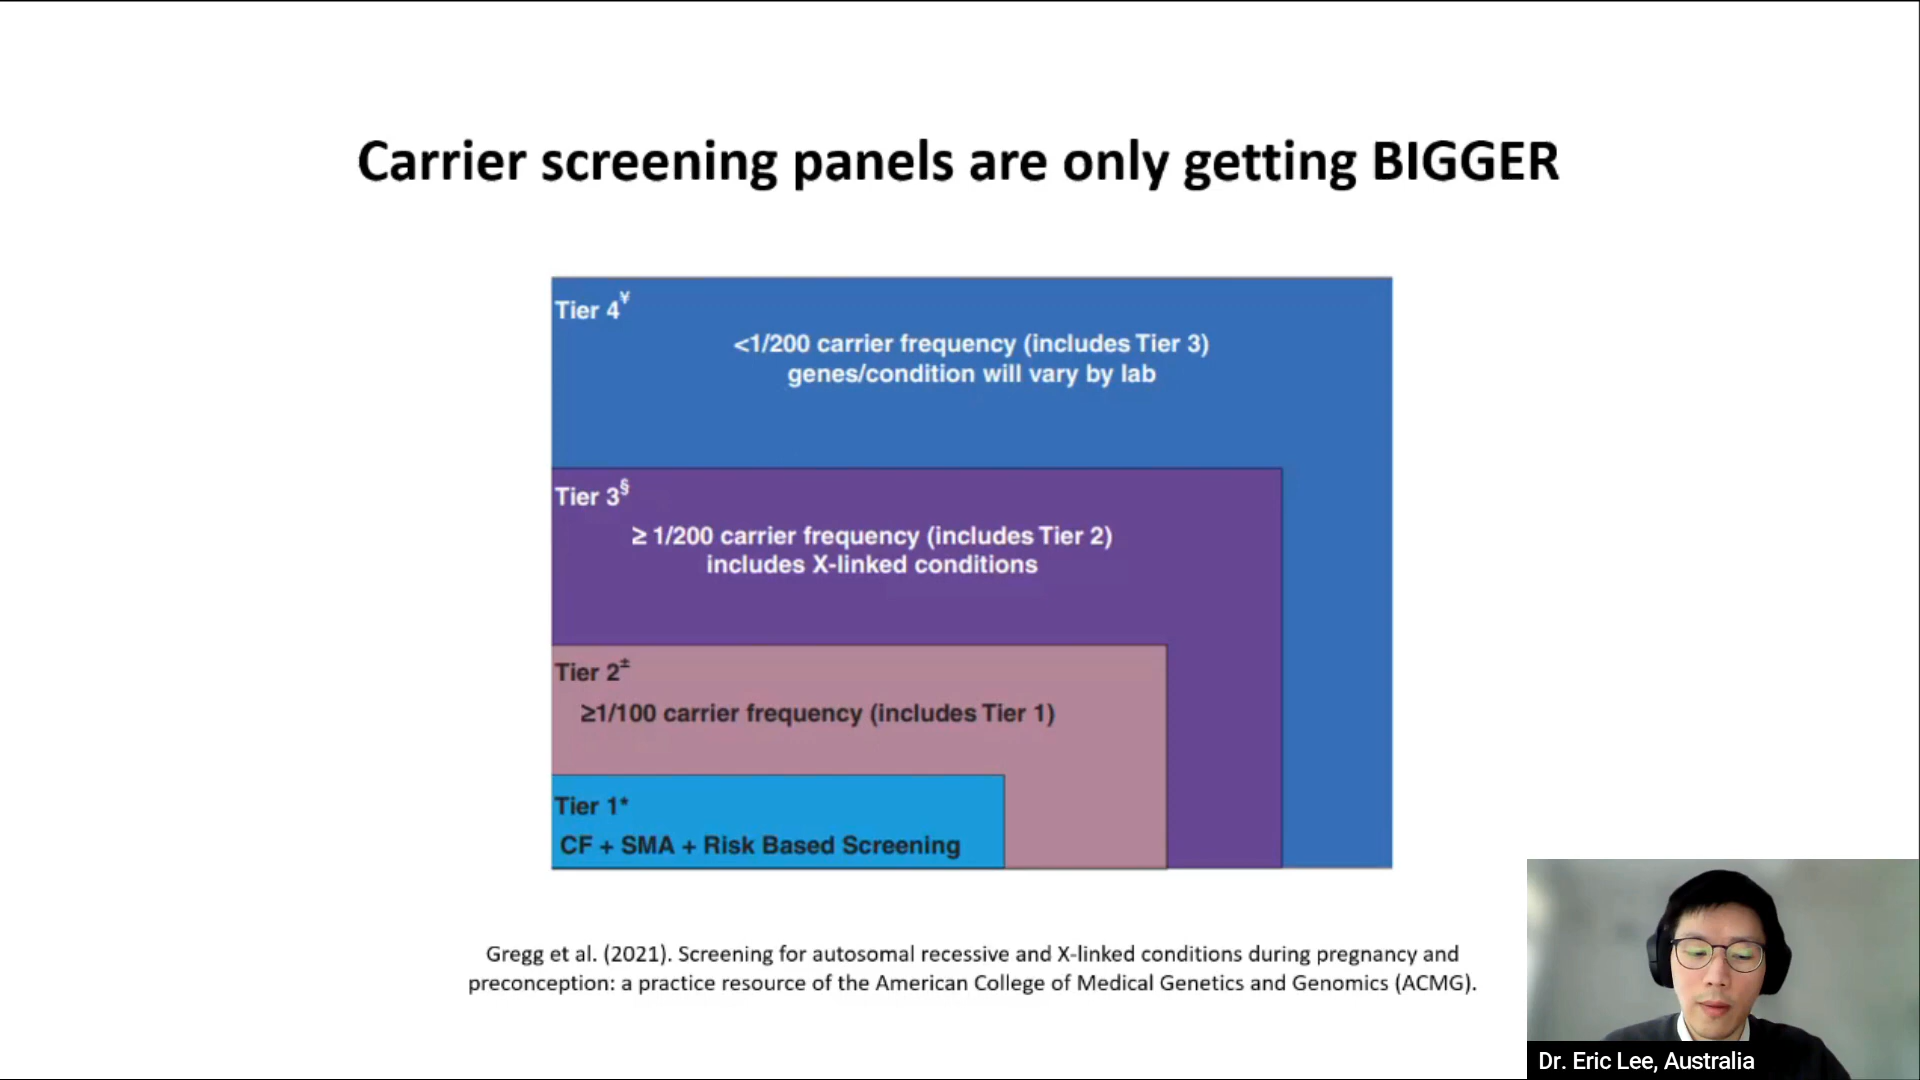 Carrier screening panels are only getting BIGGER
Tier 4¥
<1/200 carrier frequency (includes Tier 3)
genes/condition will vary by lab
Tier 3§
≥ 1/200 carrier frequency (includes Tier 2)
includes X-linked conditions
Tier 2±
≥1/100 carrier frequency (includes Tier 1)
Tier 1*
CF + SMA + Risk Based Screening
Gregg et al. (2021). Screening for autosomal recessive and X-linked conditions during pregnancy and
preconception: a practice resource of the American College of Medical Genetics and Genomics (ACMG).
Dr. Eric Lee, Australia